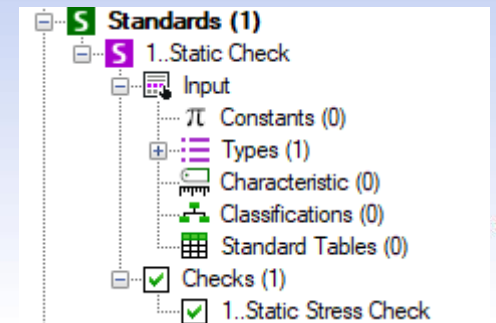 S Standards (1)
S 1..Static Check
Input
π Constants (0)
Types (1)
Characteristic (0)
Classifications (0)
Standard Tables (0)
Checks (1)
1..Static Stress Check